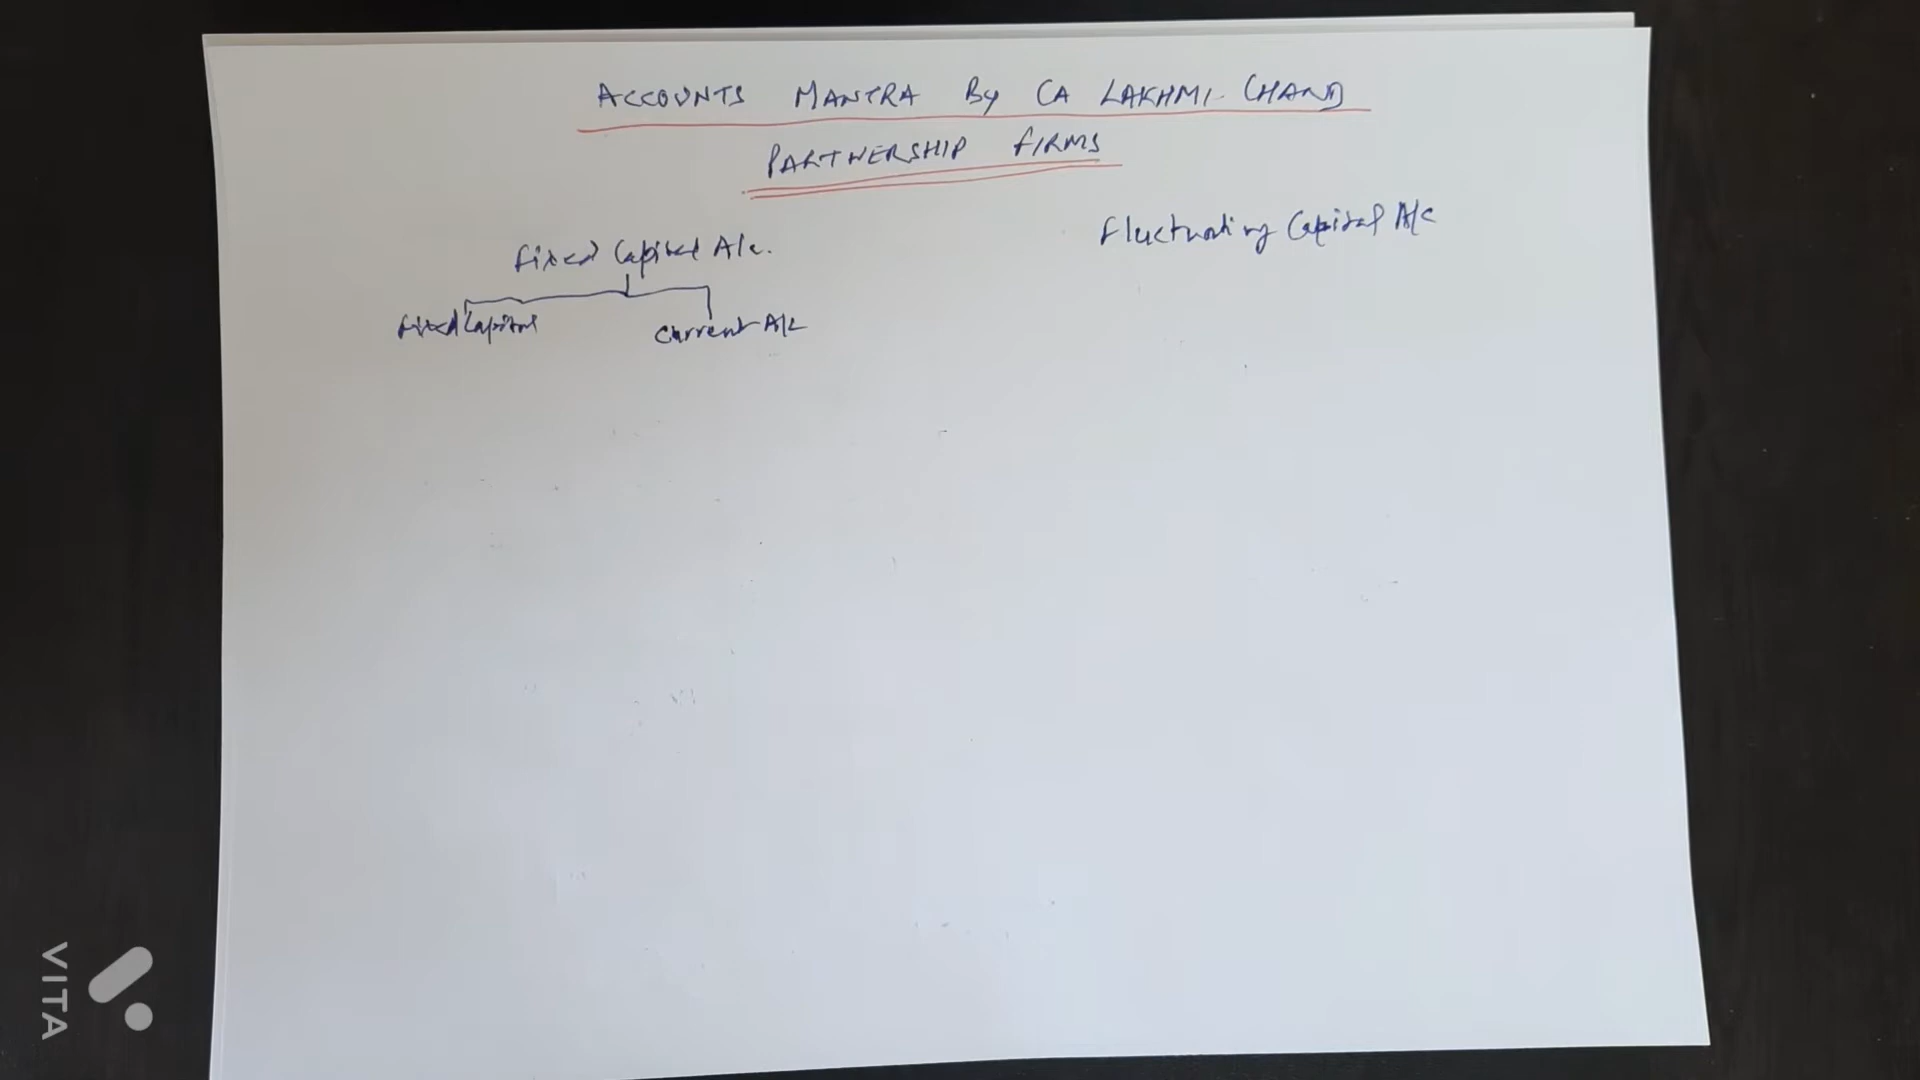 ACCOUNTS MANTRA By CA LAKHMI CHAND
PARTNERSHIP FIRMS
Fixed Capital A/c.
Fluctuating Capital A/c
Fixed Capital
Current A/c
VITA